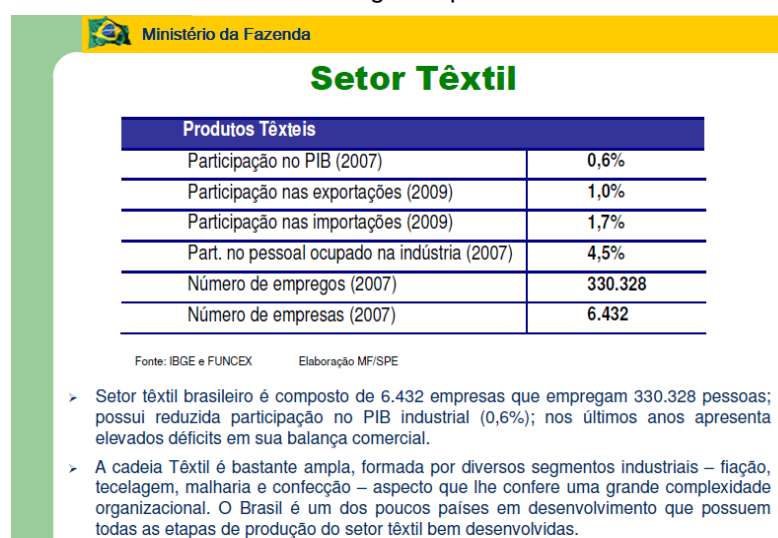 Ministério da Fazenda
Setor Têxtil
Produtos Têxteis
Participação no PIB (2007) 0,6%
Participação nas exportações (2009) 1,0%
Participação nas importações (2009) 1,7%
Part. no pessoal ocupado na indústria (2007) 4,5%
Número de empregos (2007) 330.328
Número de empresas (2007) 6.432
Fonte: IBGE e FUNCEX Elaboração MF/SPE
➢ Setor têxtil brasileiro é composto de 6.432 empresas que empregam 330.328 pessoas;
possui reduzida participação no PIB industrial (0,6%); nos últimos anos apresenta
elevados déficits em sua balança comercial.
➢ A cadeia Têxtil é bastante ampla, formada por diversos segmentos industriais – fiação,
tecelagem, malharia e confecção – aspecto que lhe confere uma grande complexidade
organizacional. O Brasil é um dos poucos países em desenvolvimento que possuem
todas as etapas de produção do setor têxtil bem desenvolvidas.